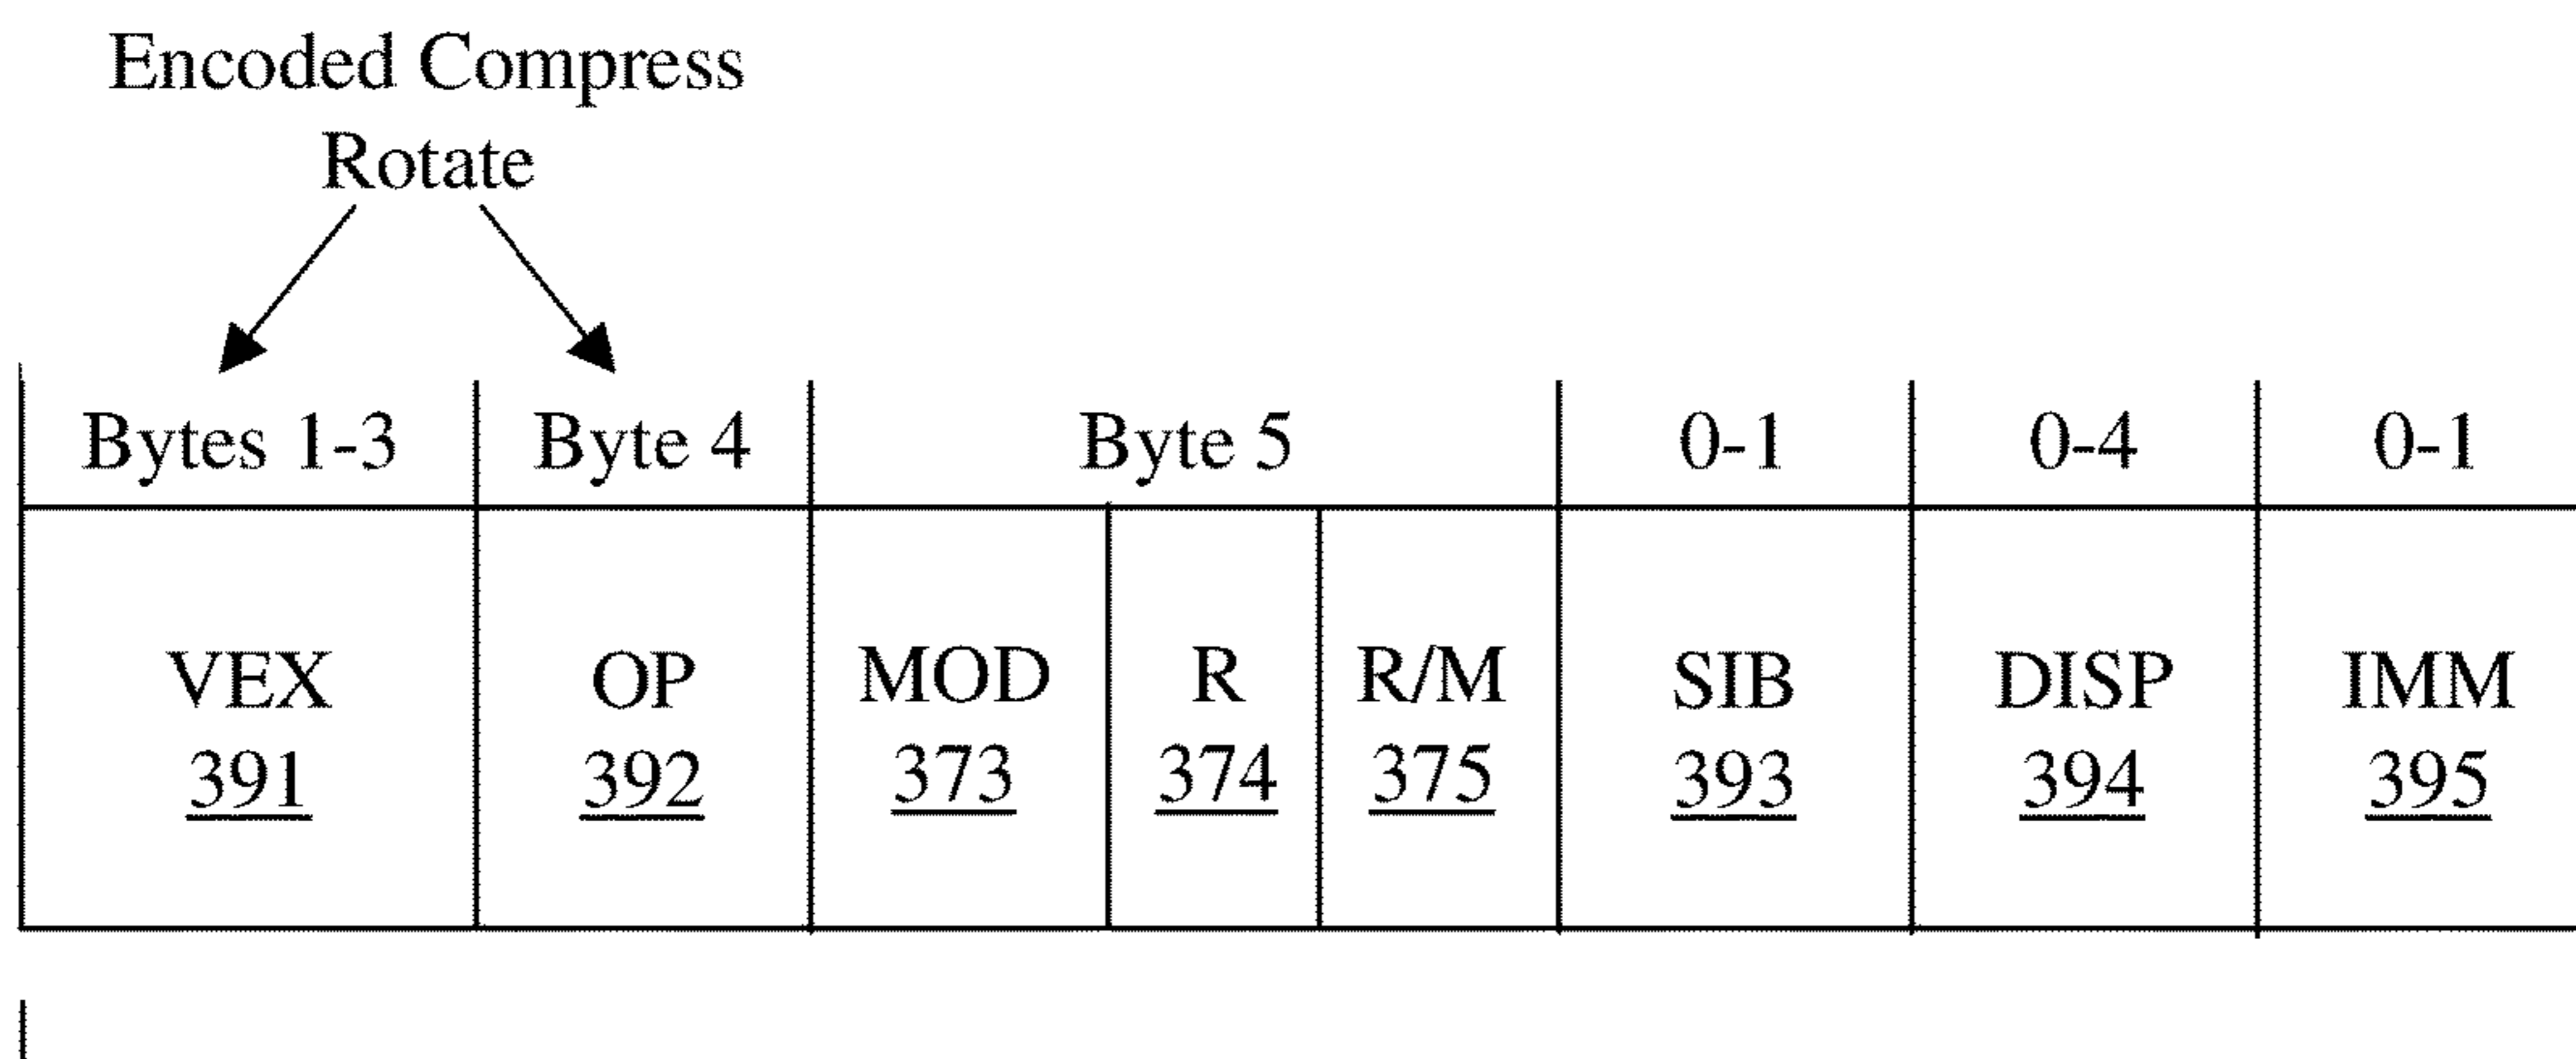 Encoded Compress
Rotate
Bytes 1-3 Byte 4 Byte 5 0-1 0-4 0-1
VEX OP MOD R R/M SIB DISP IMM
391 392 373 374 375 393 394 395